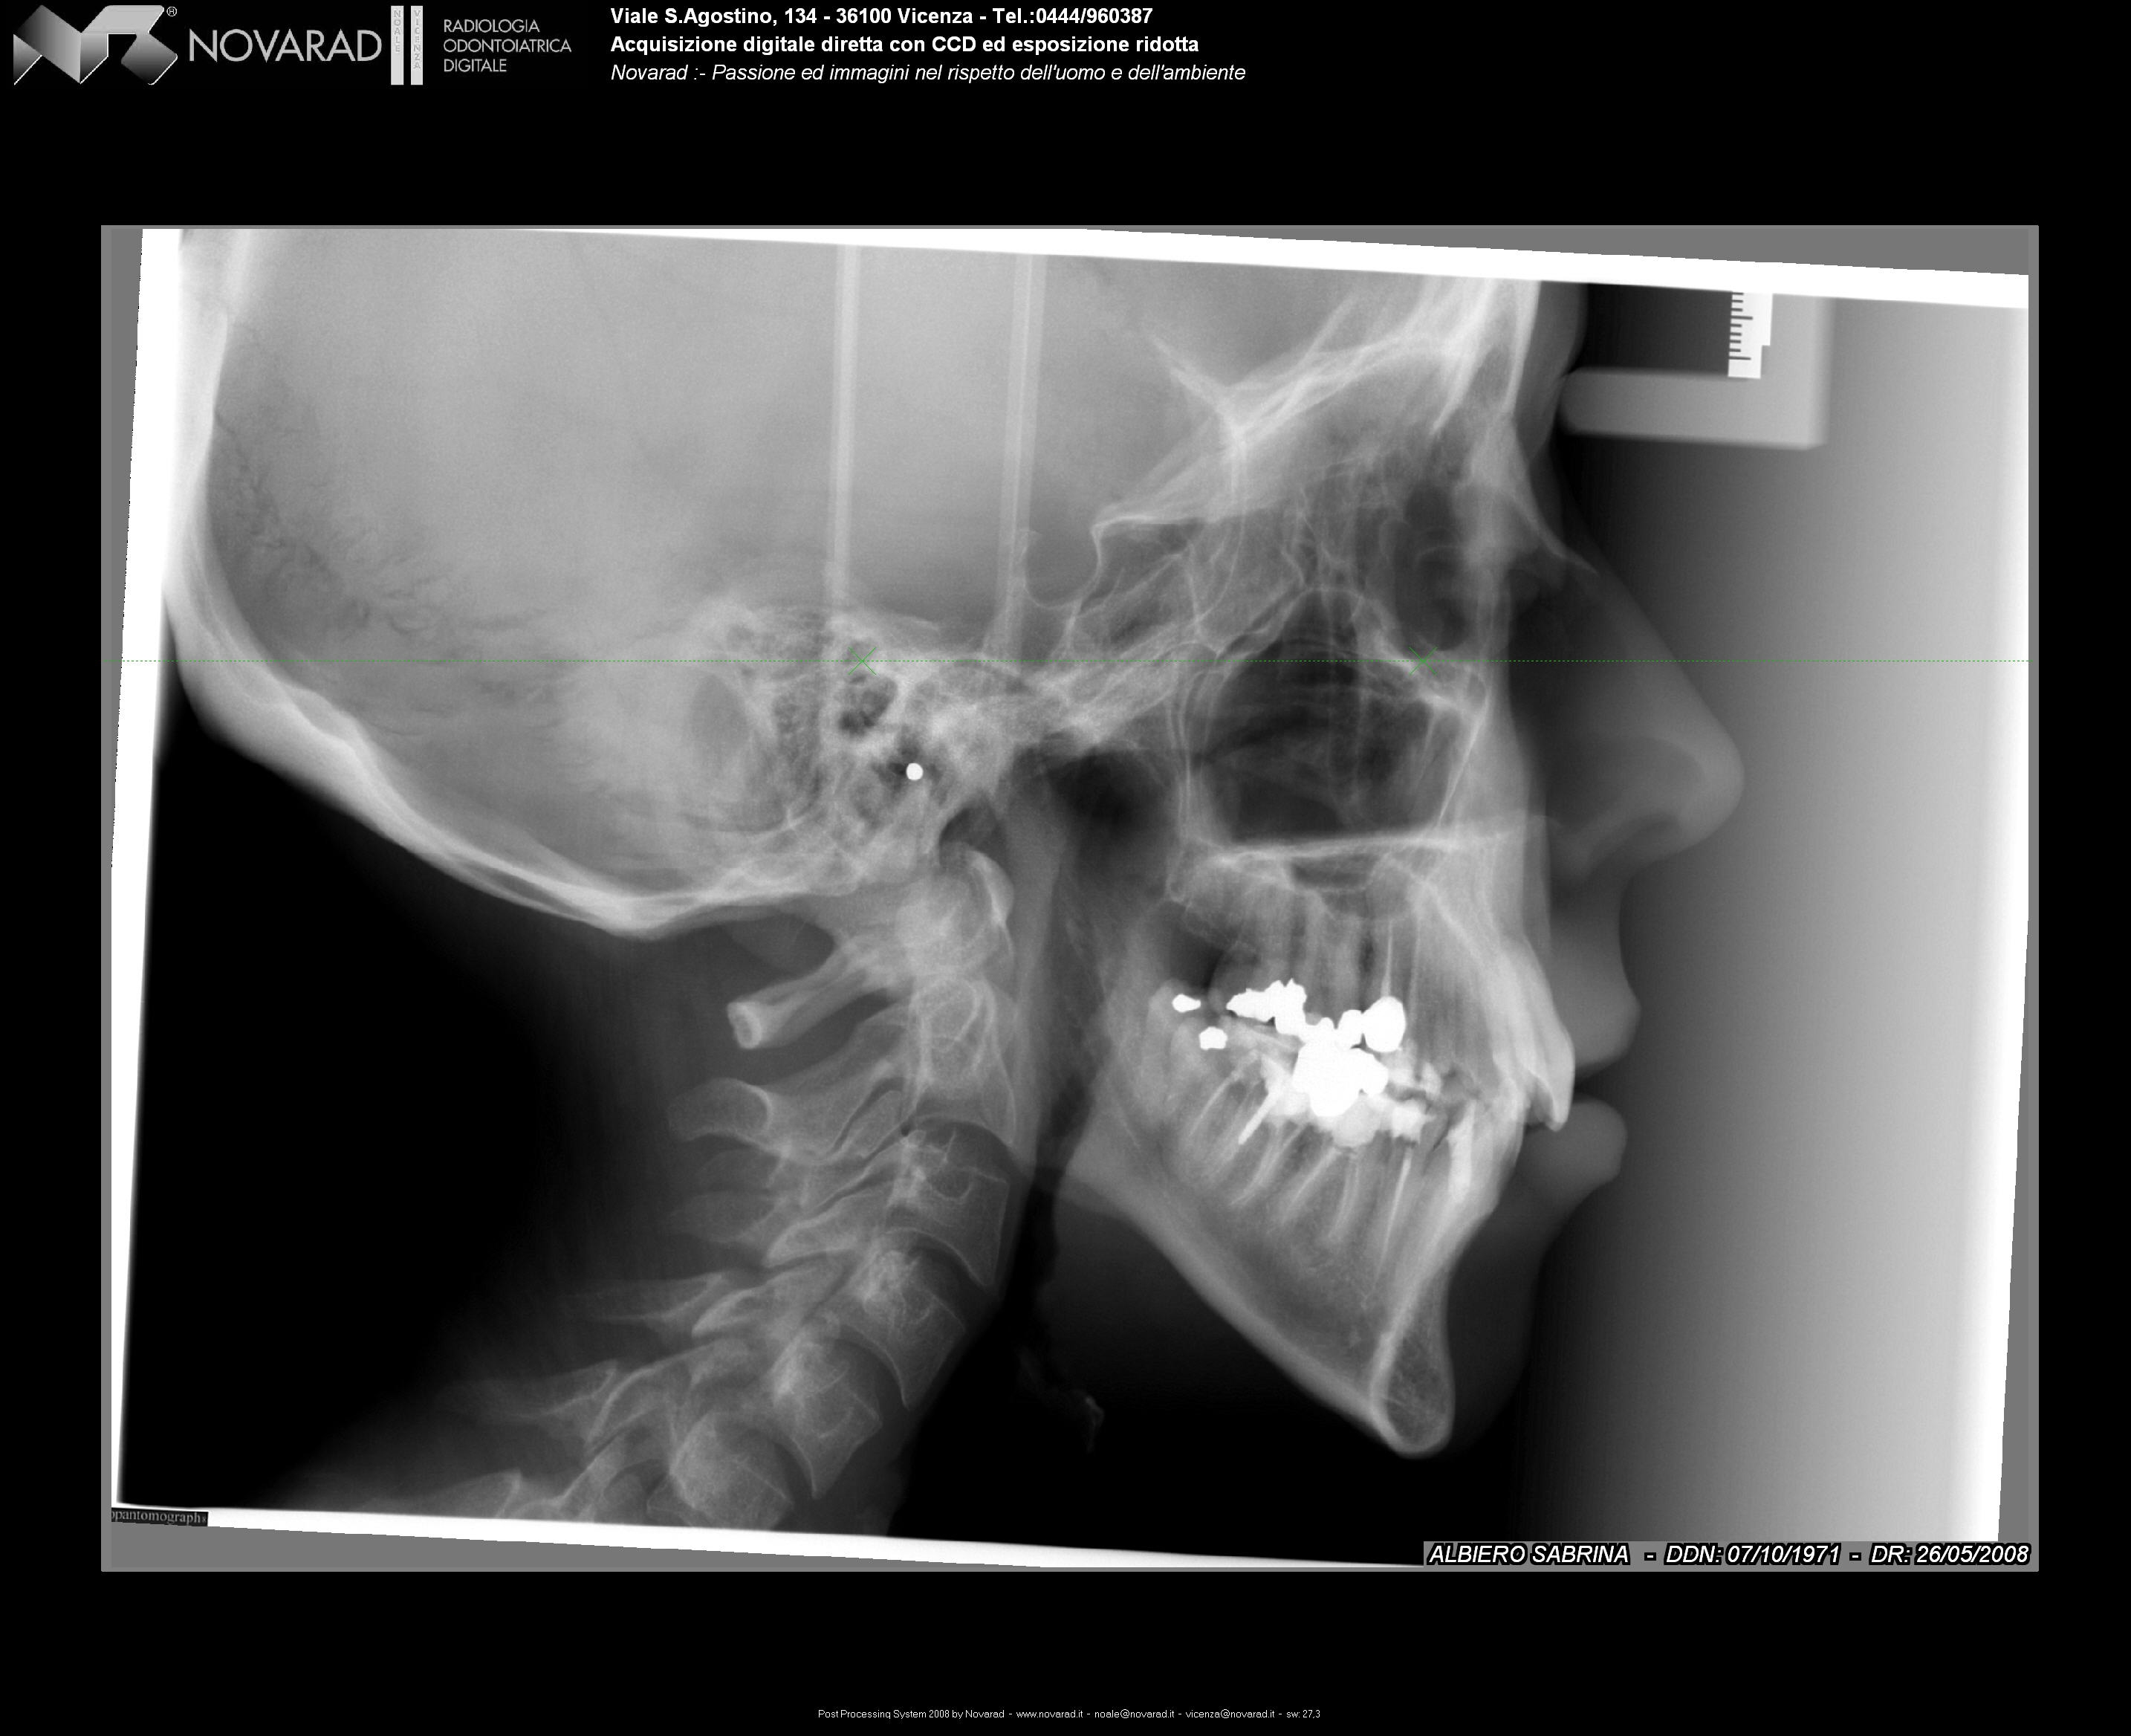 NOVARAD
NOALE
VICENZA
RADIOLOGIA
ODONTOIATRICA
DIGITALE
Viale S.Agostino, 134 - 36100 Vicenza - Tel.:0444/960387
Acquisizione digitale diretta con CCD ed esposizione ridotta
Novarad :- Passione ed immagini nel rispetto dell'uomo e dell'ambiente
ALBIERO SABRINA - DDN: 07/10/1971 - DR: 26/05/2008
Post Processing System 2008 by Novarad - www.novarad.it - noale@novarad.it - vicenza@novarad.it - sw: 27,3